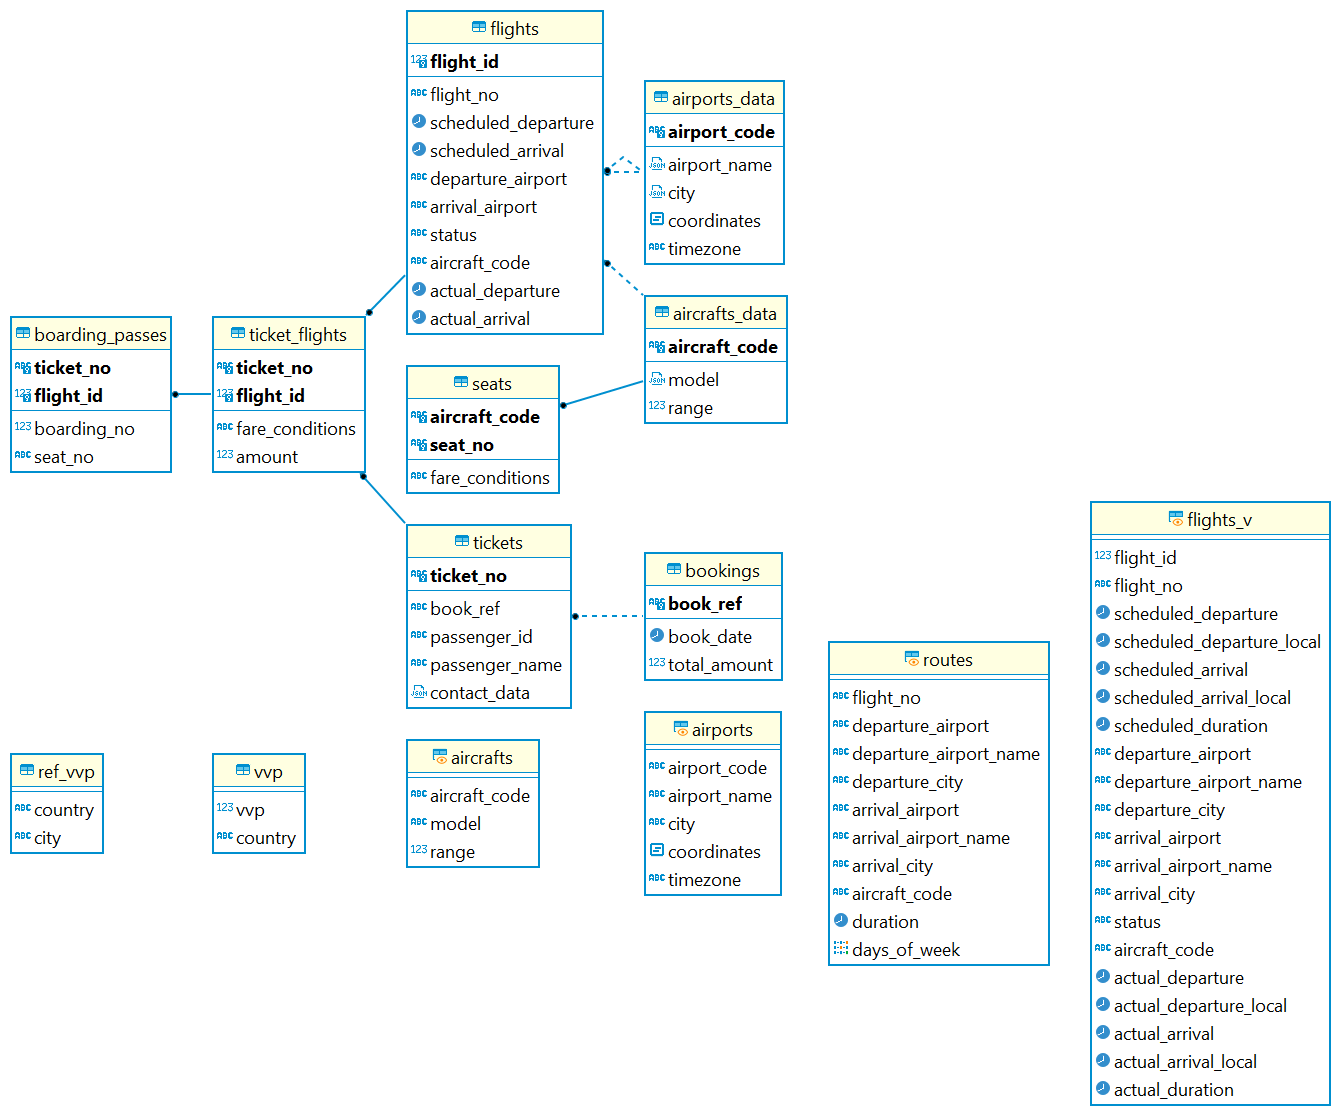 flights
flight_id
flight_no
scheduled_departure
scheduled_arrival
departure_airport
arrival_airport
status
aircraft_code
actual_departure
actual_arrival
airports_data
airport_code
airport_name
city
coordinates
timezone
aircrafts_data
aircraft_code
model
range
boarding_passes
ticket_no
flight_id
boarding_no
seat_no
ticket_flights
ticket_no
flight_id
fare_conditions
amount
seats
aircraft_code
seat_no
fare_conditions
tickets
ticket_no
book_ref
passenger_id
passenger_name
contact_data
bookings
book_ref
book_date
total_amount
ref_vvp
country
city
vvp
vvp
country
aircrafts
aircraft_code
model
range
airports
airport_code
airport_name
city
coordinates
timezone
routes
flight_no
departure_airport
departure_airport_name
departure_city
arrival_airport
arrival_airport_name
arrival_city
aircraft_code
duration
days_of_week
flights_v
flight_id
flight_no
scheduled_departure
scheduled_departure_local
scheduled_arrival
scheduled_arrival_local
scheduled_duration
departure_airport
departure_airport_name
departure_city
arrival_airport
arrival_airport_name
arrival_city
status
aircraft_code
actual_departure
actual_departure_local
actual_arrival
actual_arrival_local
actual_duration